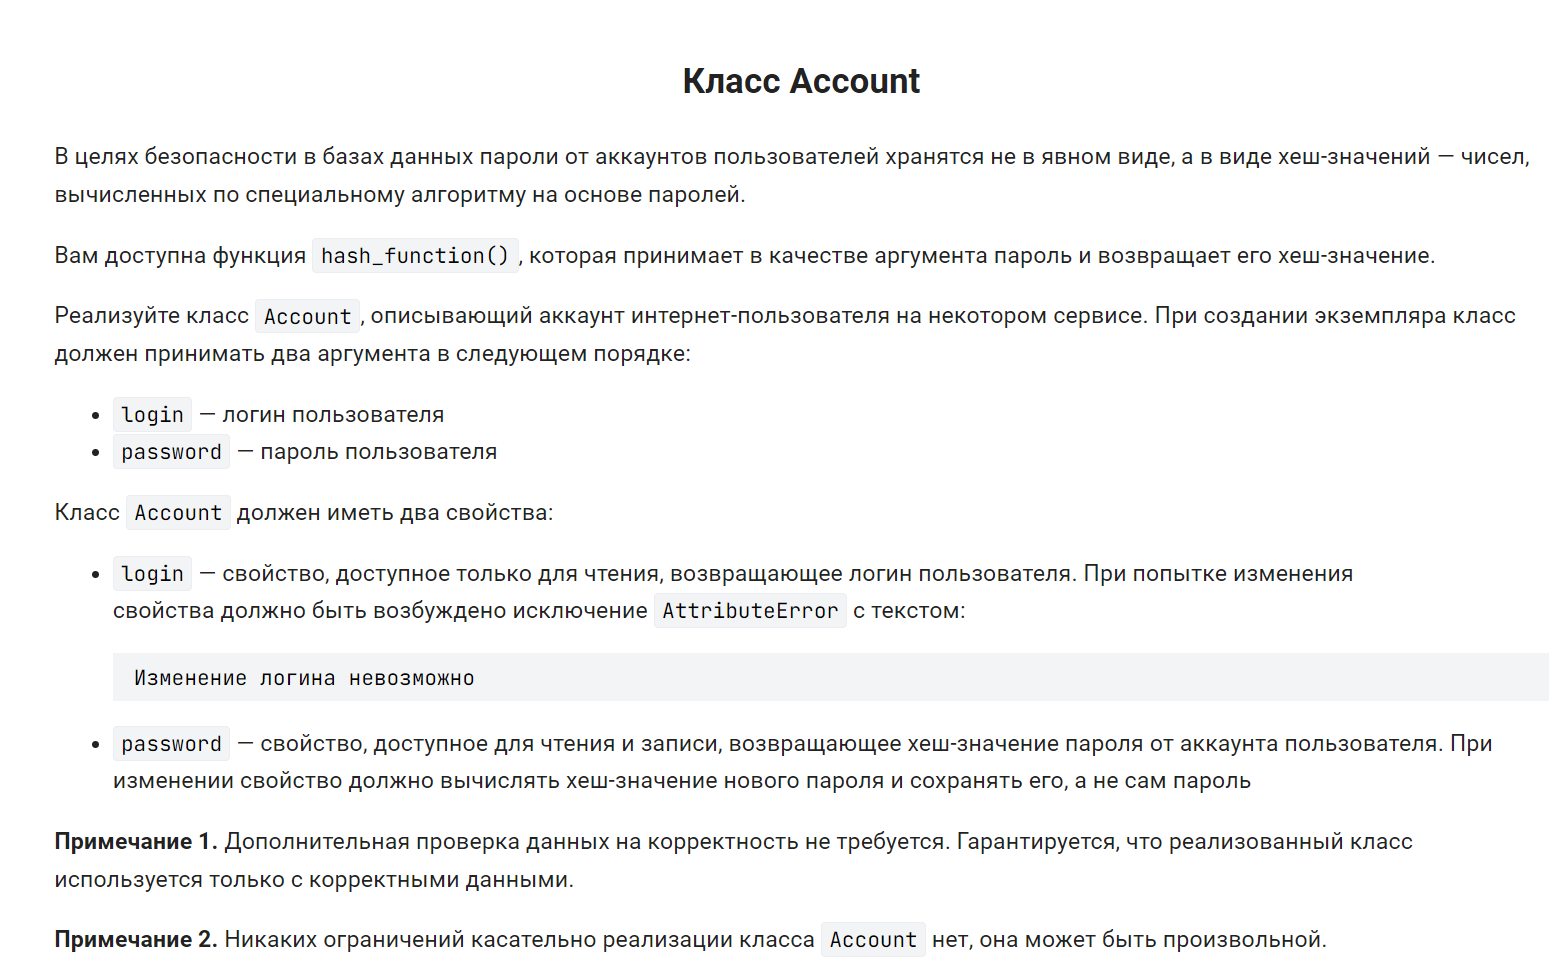 Класс Account
В целях безопасности в базах данных пароли от аккаунтов пользователей хранятся не в явном виде, а в виде хеш-значений — чисел,
вычисленных по специальному алгоритму на основе паролей.
Вам доступна функция hash_function(), которая принимает в качестве аргумента пароль и возвращает его хеш-значение.
Реализуйте класс Account, описывающий аккаунт интернет-пользователя на некотором сервисе. При создании экземпляра класс
должен принимать два аргумента в следующем порядке:
• login — логин пользователя
• password — пароль пользователя
Класс Account должен иметь два свойства:
• login — свойство, доступное только для чтения, возвращающее логин пользователя. При попытке изменения
свойства должно быть возбуждено исключение AttributeError с текстом:
Изменение логина невозможно
• password — свойство, доступное для чтения и записи, возвращающее хеш-значение пароля от аккаунта пользователя. При
изменении свойство должно вычислять хеш-значение нового пароля и сохранять его, а не сам пароль
Примечание 1. Дополнительная проверка данных на корректность не требуется. Гарантируется, что реализованный класс
используется только с корректными данными.
Примечание 2. Никаких ограничений касательно реализации класса Account нет, она может быть произвольной.